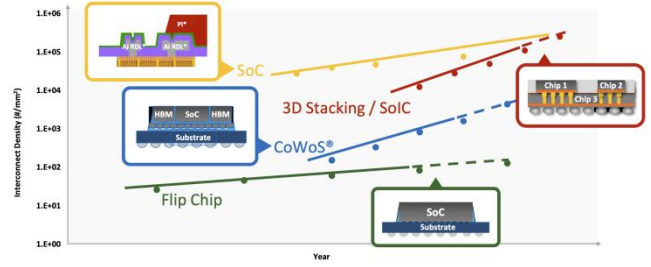 1.E+06
1.E+05
1.E+04
1.E+03
1.E+02
1.E+01
1.E+00
Interconnect Density (#/mm²)
Year
PI*
Al RDL*
Al RDL*
SoC
3D Stacking / SoIC
Chip 1
Chip 2
Chip 3
HBM
SoC
HBM
Substrate
CoWoS®
Flip Chip
SoC
Substrate